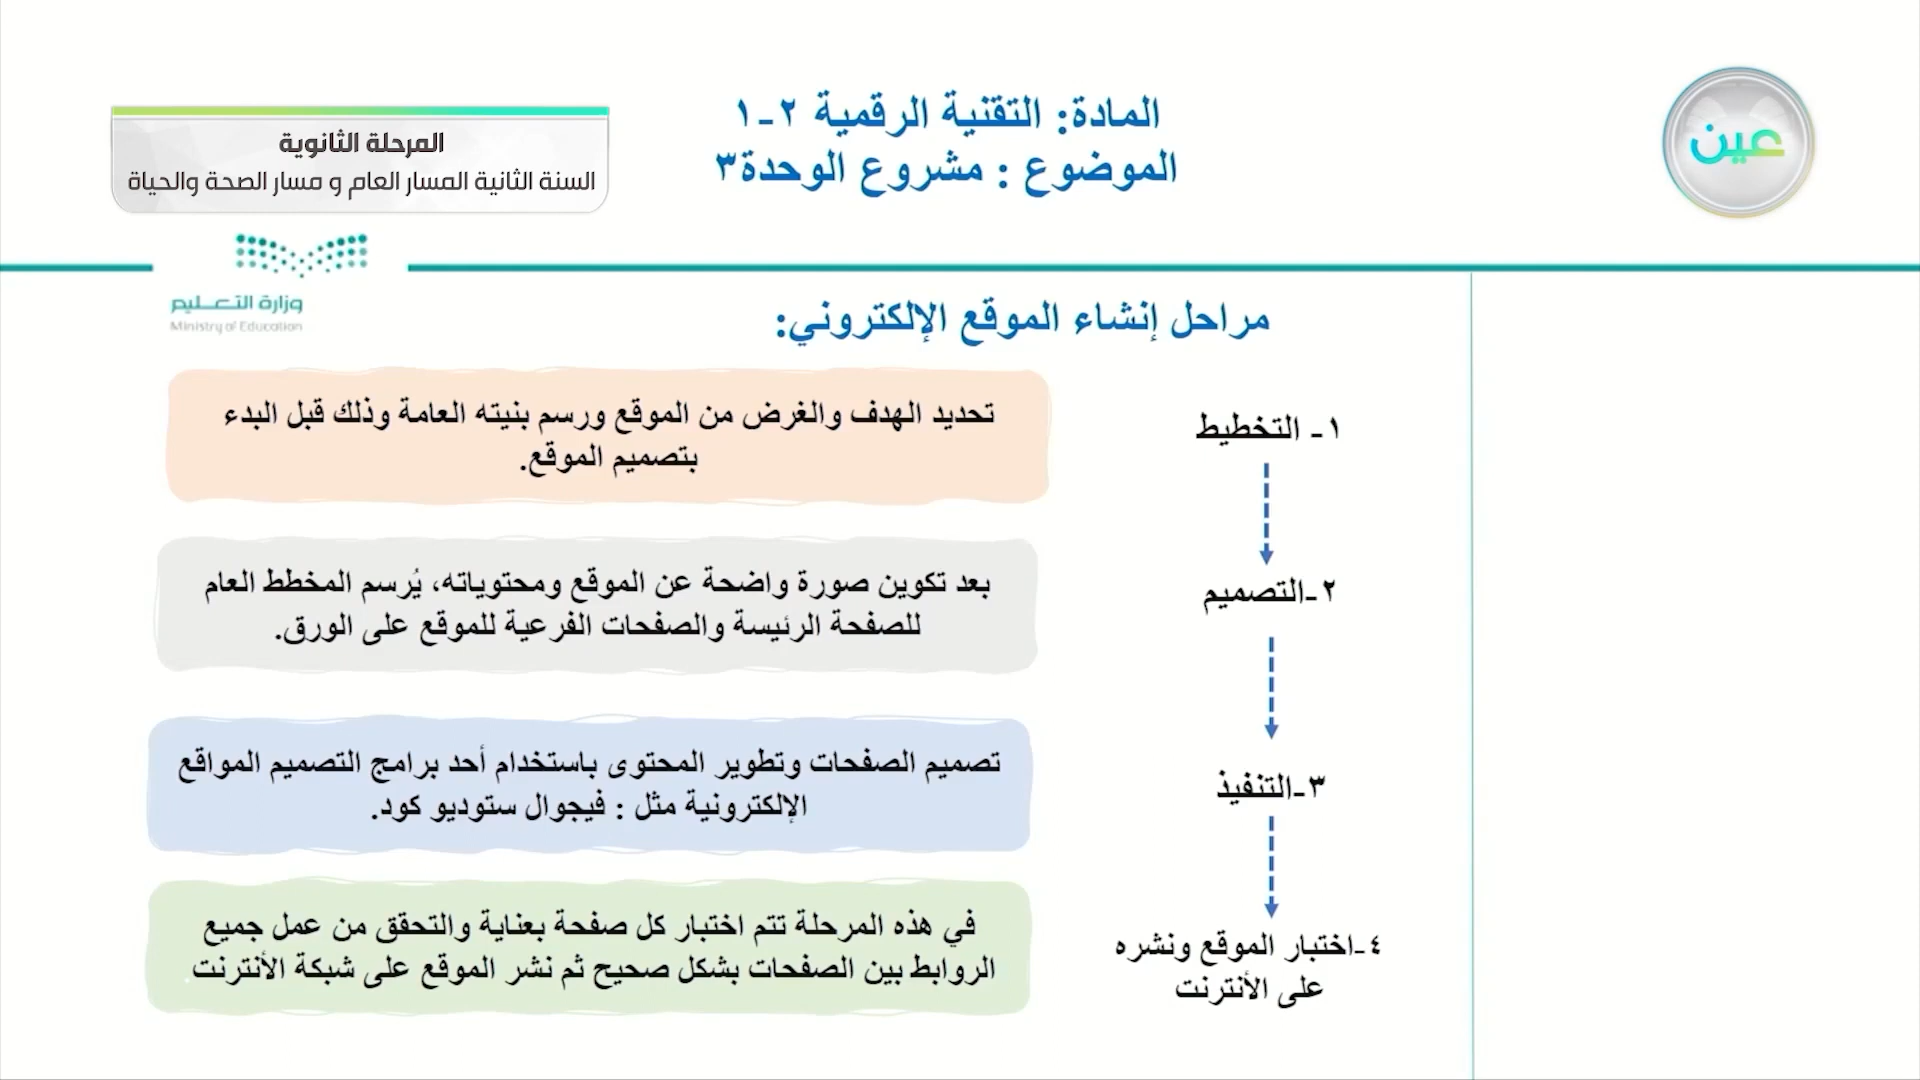 المادة: التقنية الرقمية ٢-١
الموضوع : مشروع الوحدة٣
عين
المرحلة الثانوية
السنة الثانية المسار العام و مسار الصحة والحياة
وزارة التعليم
Ministry of Education
مراحل إنشاء الموقع الإلكتروني:
١- التخطيط
تحديد الهدف والغرض من الموقع ورسم بنيته العامة وذلك قبل البدء
بتصميم الموقع.
٢-التصميم
بعد تكوين صورة واضحة عن الموقع ومحتوياته، يُرسم المخطط العام
للصفحة الرئيسة والصفحات الفرعية للموقع على الورق.
٣-التنفيذ
تصميم الصفحات وتطوير المحتوى باستخدام أحد برامج التصميم المواقع
الإلكترونية مثل : فيجوال ستوديو كود.
٤-اختبار الموقع ونشره
على الأنترنت
في هذه المرحلة تتم اختبار كل صفحة بعناية والتحقق من عمل جميع
الروابط بين الصفحات بشكل صحيح ثم نشر الموقع على شبكة الأنترنت.